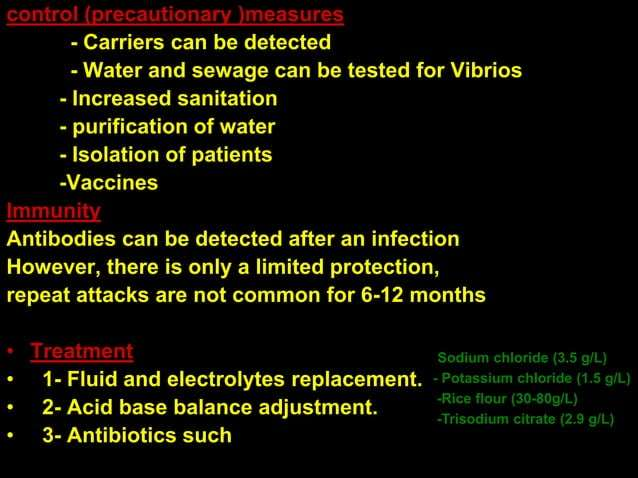 control (precautionary )measures
- Carriers can be detected
- Water and sewage can be tested for Vibrios
- Increased sanitation
- purification of water
- Isolation of patients
-Vaccines
Immunity
Antibodies can be detected after an infection
However, there is only a limited protection,
repeat attacks are not common for 6-12 months
• Treatment
• 1- Fluid and electrolytes replacement.
• 2- Acid base balance adjustment.
• 3- Antibiotics such
Sodium chloride (3.5 g/L)
- Potassium chloride (1.5 g/L)
-Rice flour (30-80g/L)
-Trisodium citrate (2.9 g/L)